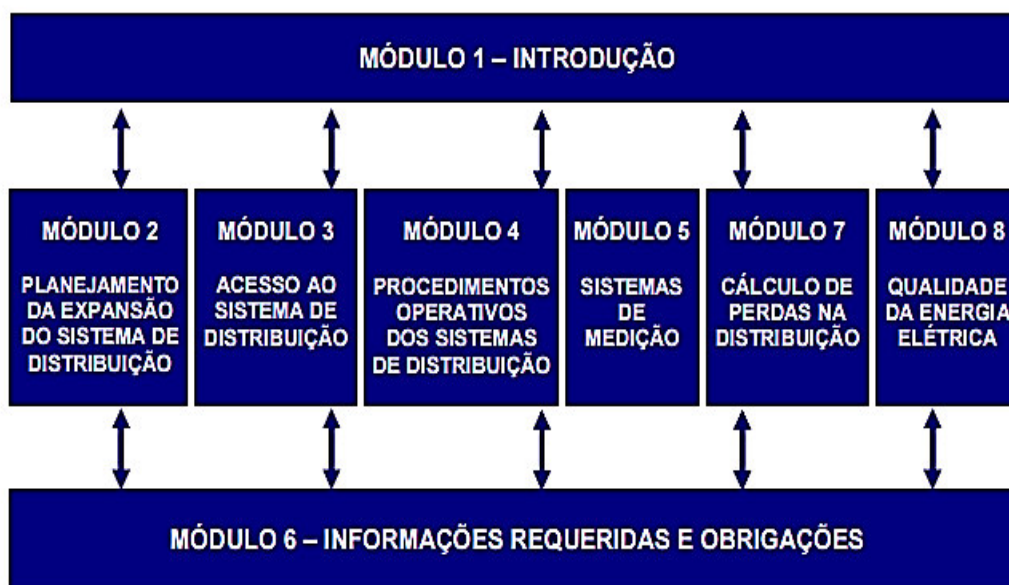 MÓDULO 1 – INTRODUÇÃO
MÓDULO 2
PLANEJAMENTO
DA EXPANSÃO
DO SISTEMA DE
DISTRIBUIÇÃO
MÓDULO 3
ACESSO AO
SISTEMA DE
DISTRIBUIÇÃO
MÓDULO 4
PROCEDIMENTOS
OPERATIVOS
DOS SISTEMAS
DE DISTRIBUIÇÃO
MÓDULO 5
SISTEMAS
DE
MEDIÇÃO
MÓDULO 7
CÁLCULO DE
PERDAS NA
DISTRIBUIÇÃO
MÓDULO 8
QUALIDADE
DA ENERGIA
ELÉTRICA
MÓDULO 6 – INFORMAÇÕES REQUERIDAS E OBRIGAÇÕES